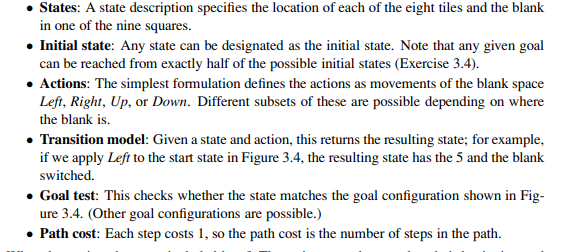 • States: A state description specifies the location of each of the eight tiles and the blank
in one of the nine squares.
• Initial state: Any state can be designated as the initial state. Note that any given goal
can be reached from exactly half of the possible initial states (Exercise 3.4).
• Actions: The simplest formulation defines the actions as movements of the blank space
Left, Right, Up, or Down. Different subsets of these are possible depending on where
the blank is.
• Transition model: Given a state and action, this returns the resulting state; for example,
if we apply Left to the start state in Figure 3.4, the resulting state has the 5 and the blank
switched.
• Goal test: This checks whether the state matches the goal configuration shown in Fig-
ure 3.4. (Other goal configurations are possible.)
• Path cost: Each step costs 1, so the path cost is the number of steps in the path.